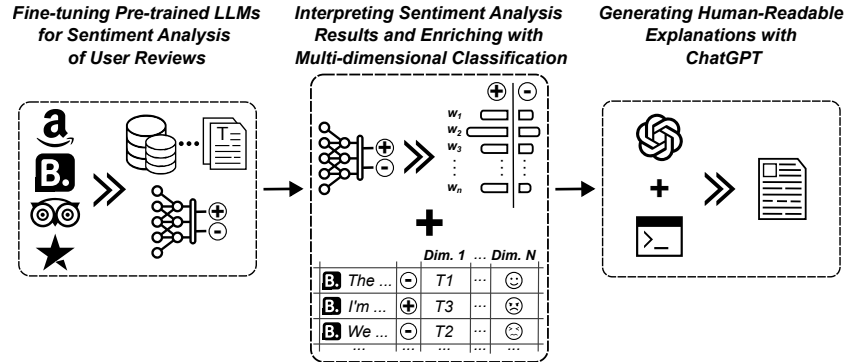 Fine-tuning Pre-trained LLMs
for Sentiment Analysis
of User Reviews
Interpreting Sentiment Analysis
Results and Enriching with
Multi-dimensional Classification
Generating Human-Readable
Explanations with
ChatGPT
a
B.
... T
+
-
+ -
w1
w2
w3
wn
+
-
+
Dim. 1 ... Dim. N
B. The ... - T1 ...
B. I'm ... + T3 ...
B. We ... - T2 ...
... ... ... ... ...
+
>_